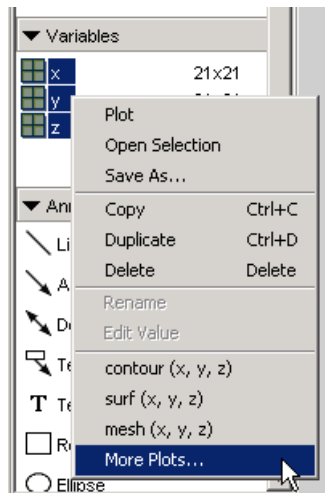 Variables
x 21x21
y
z
Plot
Open Selection
Save As...
Copy Ctrl+C
Duplicate Ctrl+D
Delete Delete
Rename
Edit Value
contour (x, y, z)
surf (x, y, z)
mesh (x, y, z)
More Plots...
T
Ellipse